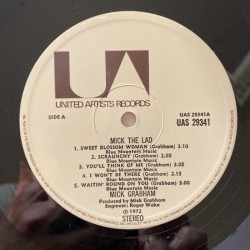 UNITED ARTISTS RECORDS
SIDE A
UAS 29341A
UAS 29341
MICK THE LAD
1 SWEET BLOSSOM WOMAN (Grabham) 3.10
Blue Mountain Music
2 SCRAUNCHY (Grabham) 2.00
Blue Mountain Music
3 YOU'LL THINK OF ME (Grabham) 3.25
Blue Mountain Music
4 I WON'T BE THERE (Grabham) 3.15
Blue Mountain Music
5 WAITIN' ROUND ON YOU (Grabham) 5.05
Blue Mountain Music
MICK GRABHAM
Produced by Mick Grabham
Engineer: Roger Wake
℗ 1972
STEREO